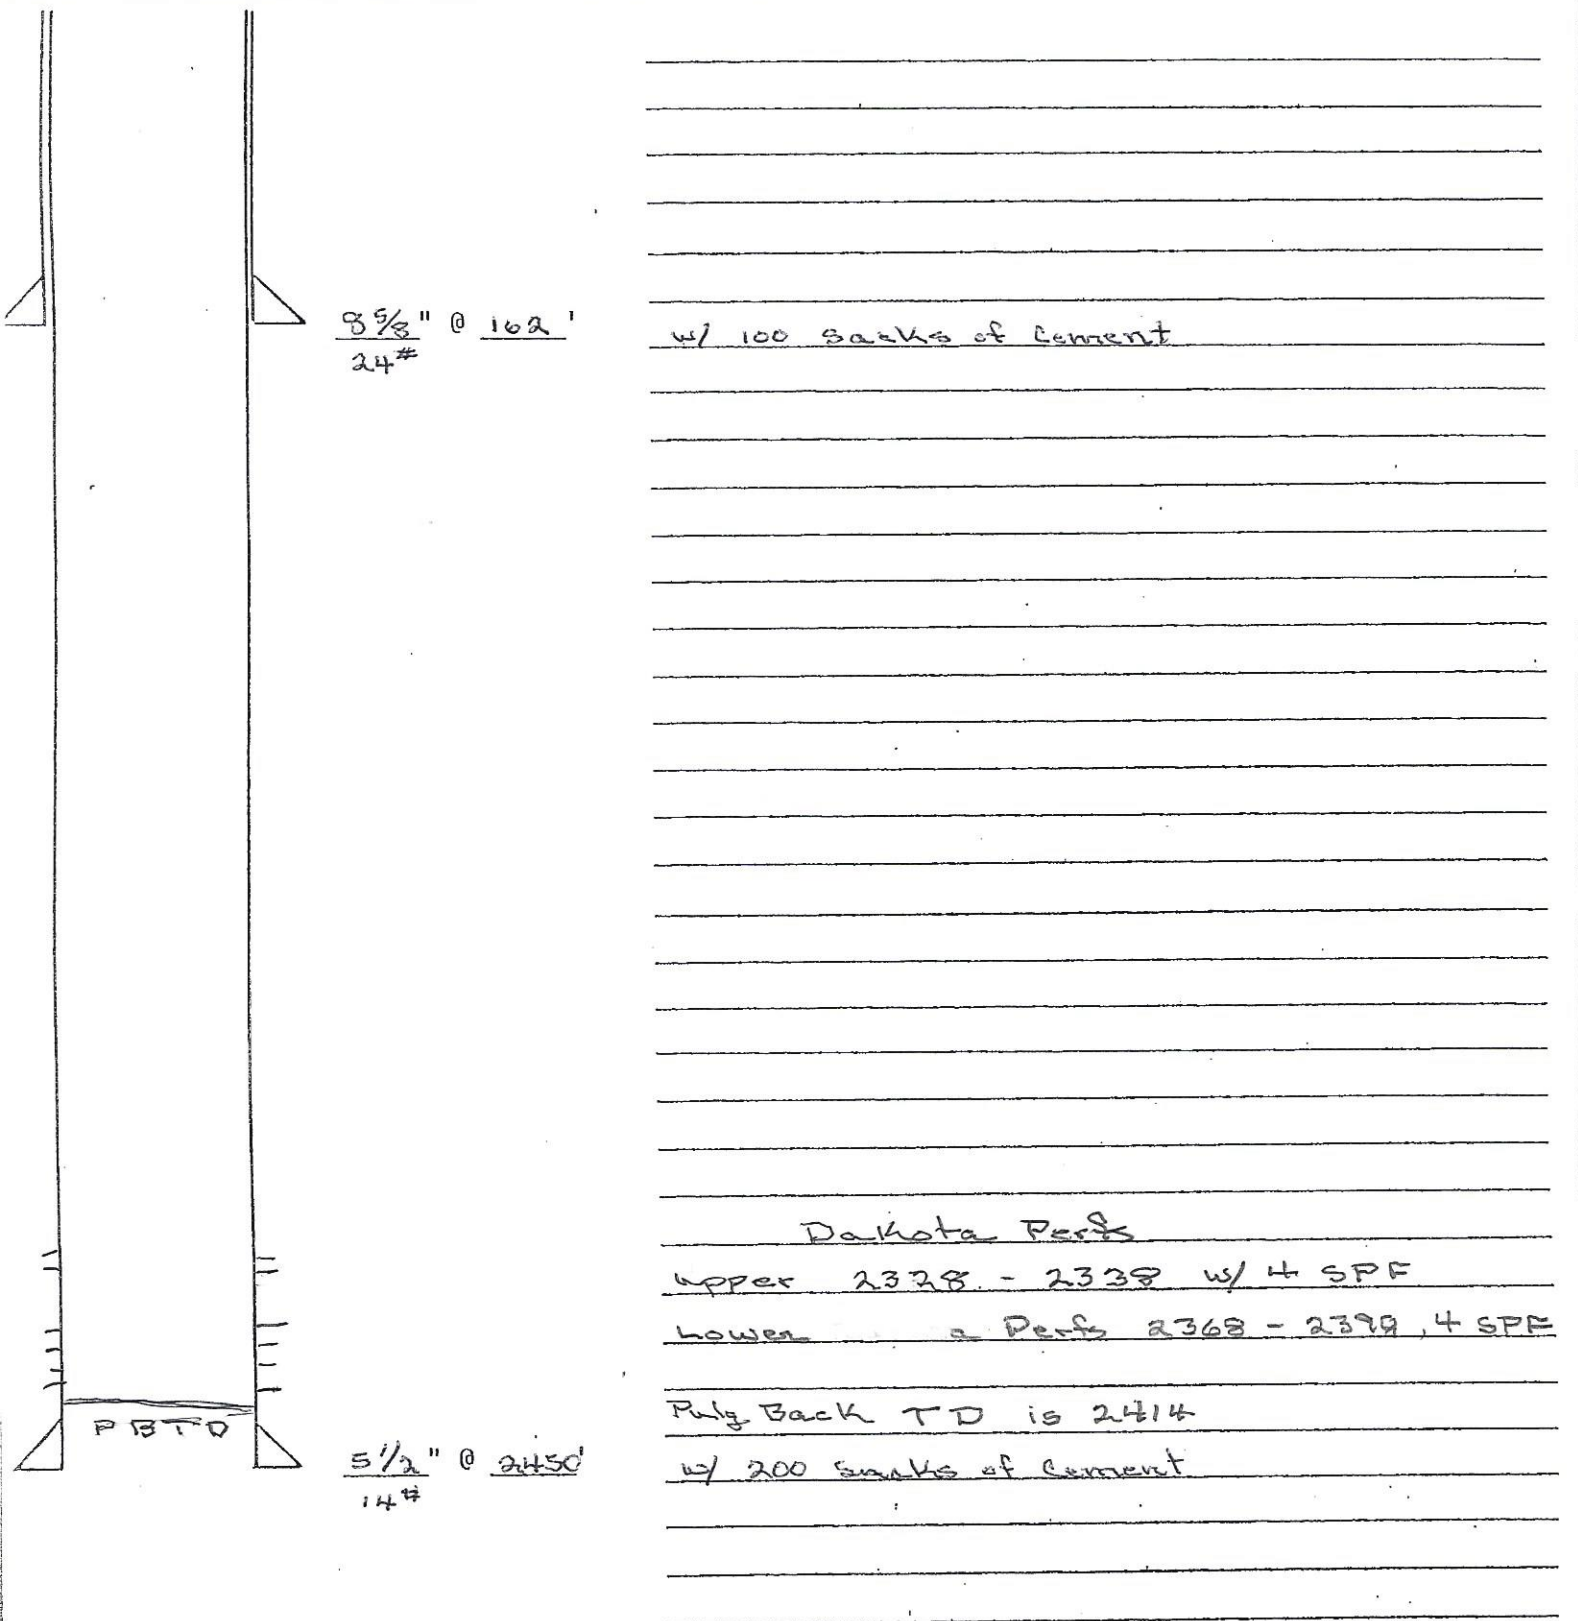 8 5/8" @ 162' w/ 100 Sacks of Cement
24#
Dakota Perfs
upper 2328 - 2338 w/ 4 SPF
Lower Perfs 2368 - 2399, 4 SPF
PBTD
Pulg Back TD is 2414
5 1/2" @ 2450' w/ 200 Sacks of Cement
14#